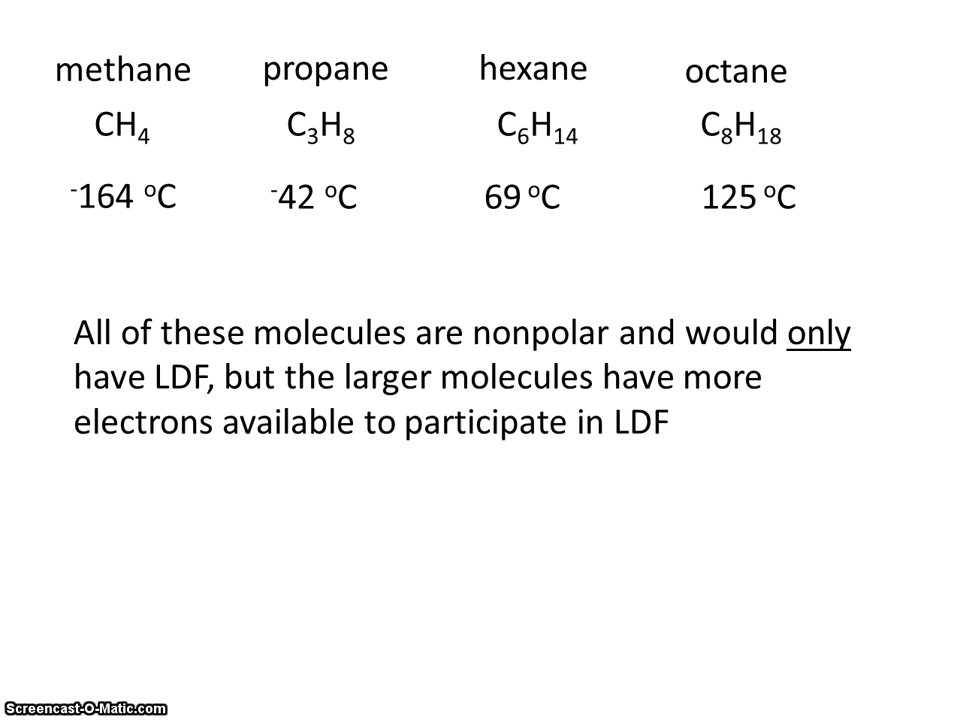 methane propane hexane octane
CH₄ C₃H₈ C₆H₁₄ C₈H₁₈
⁻164 ᵒC ⁻42 ᵒC 69 ᵒC 125 ᵒC
All of these molecules are nonpolar and would only
have LDF, but the larger molecules have more
electrons available to participate in LDF
Screencast-O-Matic.com